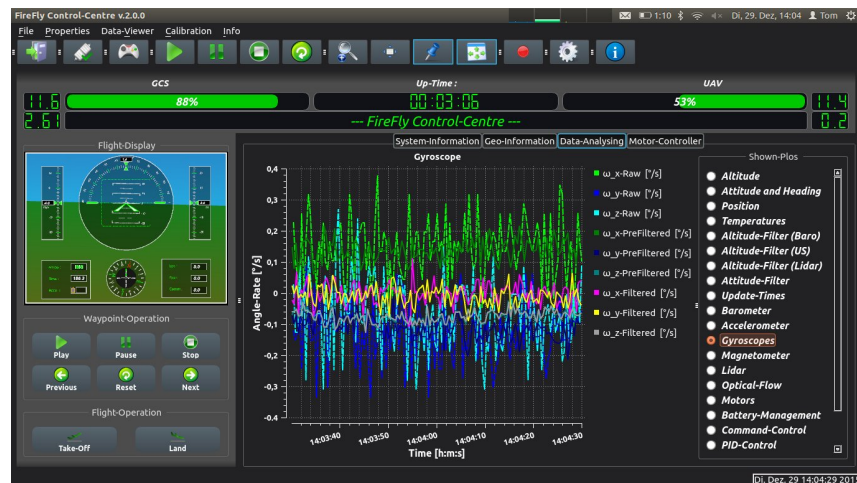 FireFly Control-Centre v.2.0.0
1:10 Di, 29. Dez, 14:04 Tom
File Properties Data-Viewer Calibration Info
GCS Up-Time : UAV
11.6 88% 00:03:06 53% 11.4
2.61 --- FireFly Control-Centre --- 0.2
Flight-Display
System-Information Geo-Information Data-Analysing Motor-Controller
Gyroscope
0,4
0,3
0,2
0,1
0
-0,1
-0,2
-0,3
-0.4
Angle-Rate [°/s]
14:03:40 14:03:50 14:04:00 14:04:10 14:04:20 14:04:30
Time [h:m:s]
ω_x-Raw [°/s]
ω_y-Raw [°/s]
ω_z-Raw [°/s]
ω_x-PreFiltered [°/s]
ω_y-PreFiltered [°/s]
ω_z-PreFiltered [°/s]
ω_x-Filtered [°/s]
ω_y-Filtered [°/s]
ω_z-Filtered [°/s]
Shown-Plos
Altitude
Attitude and Heading
Position
Temperatures
Altitude-Filter (Baro)
Altitude-Filter (US)
Altitude-Filter (Lidar)
Attitude-Filter
Update-Times
Barometer
Accelerometer
Gyroscopes
Magnetometer
Lidar
Optical-Flow
Motors
Battery-Management
Command-Control
PID-Control
Waypoint-Operation
Play Pause Stop
Previous Reset Next
Flight-Operation
Take-Off Land
Di. Dez. 29 14:04:29 201